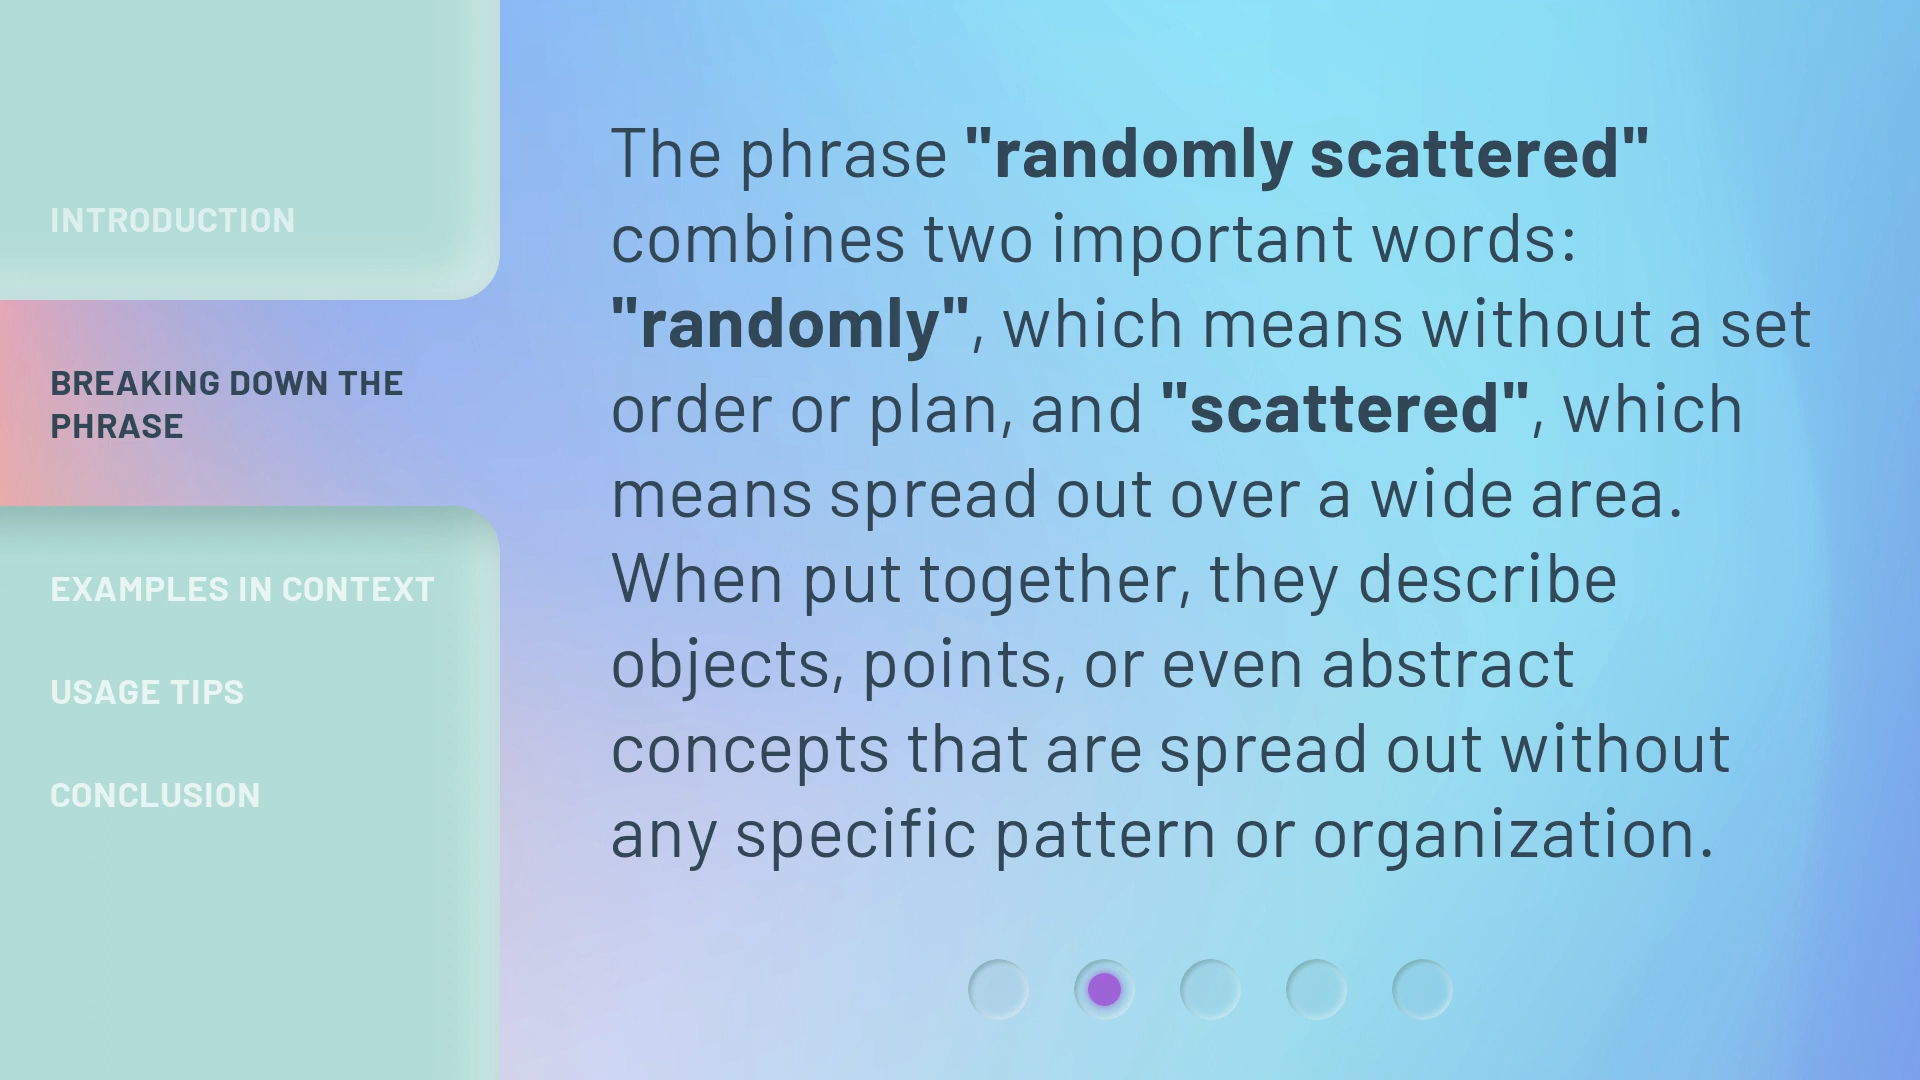 INTRODUCTION
BREAKING DOWN THE
PHRASE
EXAMPLES IN CONTEXT
USAGE TIPS
CONCLUSION
The phrase "randomly scattered"
combines two important words:
"randomly", which means without a set
order or plan, and "scattered", which
means spread out over a wide area.
When put together, they describe
objects, points, or even abstract
concepts that are spread out without
any specific pattern or organization.